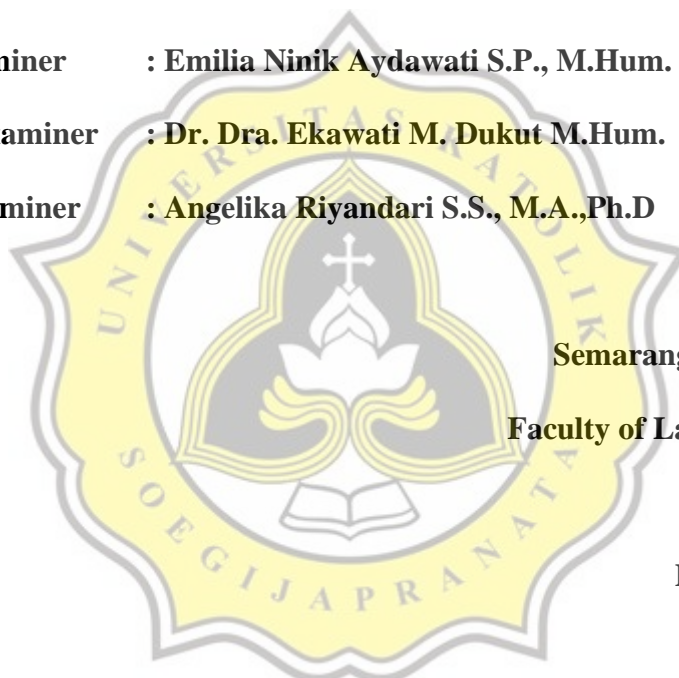 miner : Emilia Ninik Aydawati S.P., M.Hum.
aminer : Dr. Dra. Ekawati M. Dukut M.Hum.
miner : Angelika Riyandari S.S., M.A.,Ph.D
UNIVERSITAS KATOLIK
Semarang
Faculty of La
SOEGIJAPRANATA